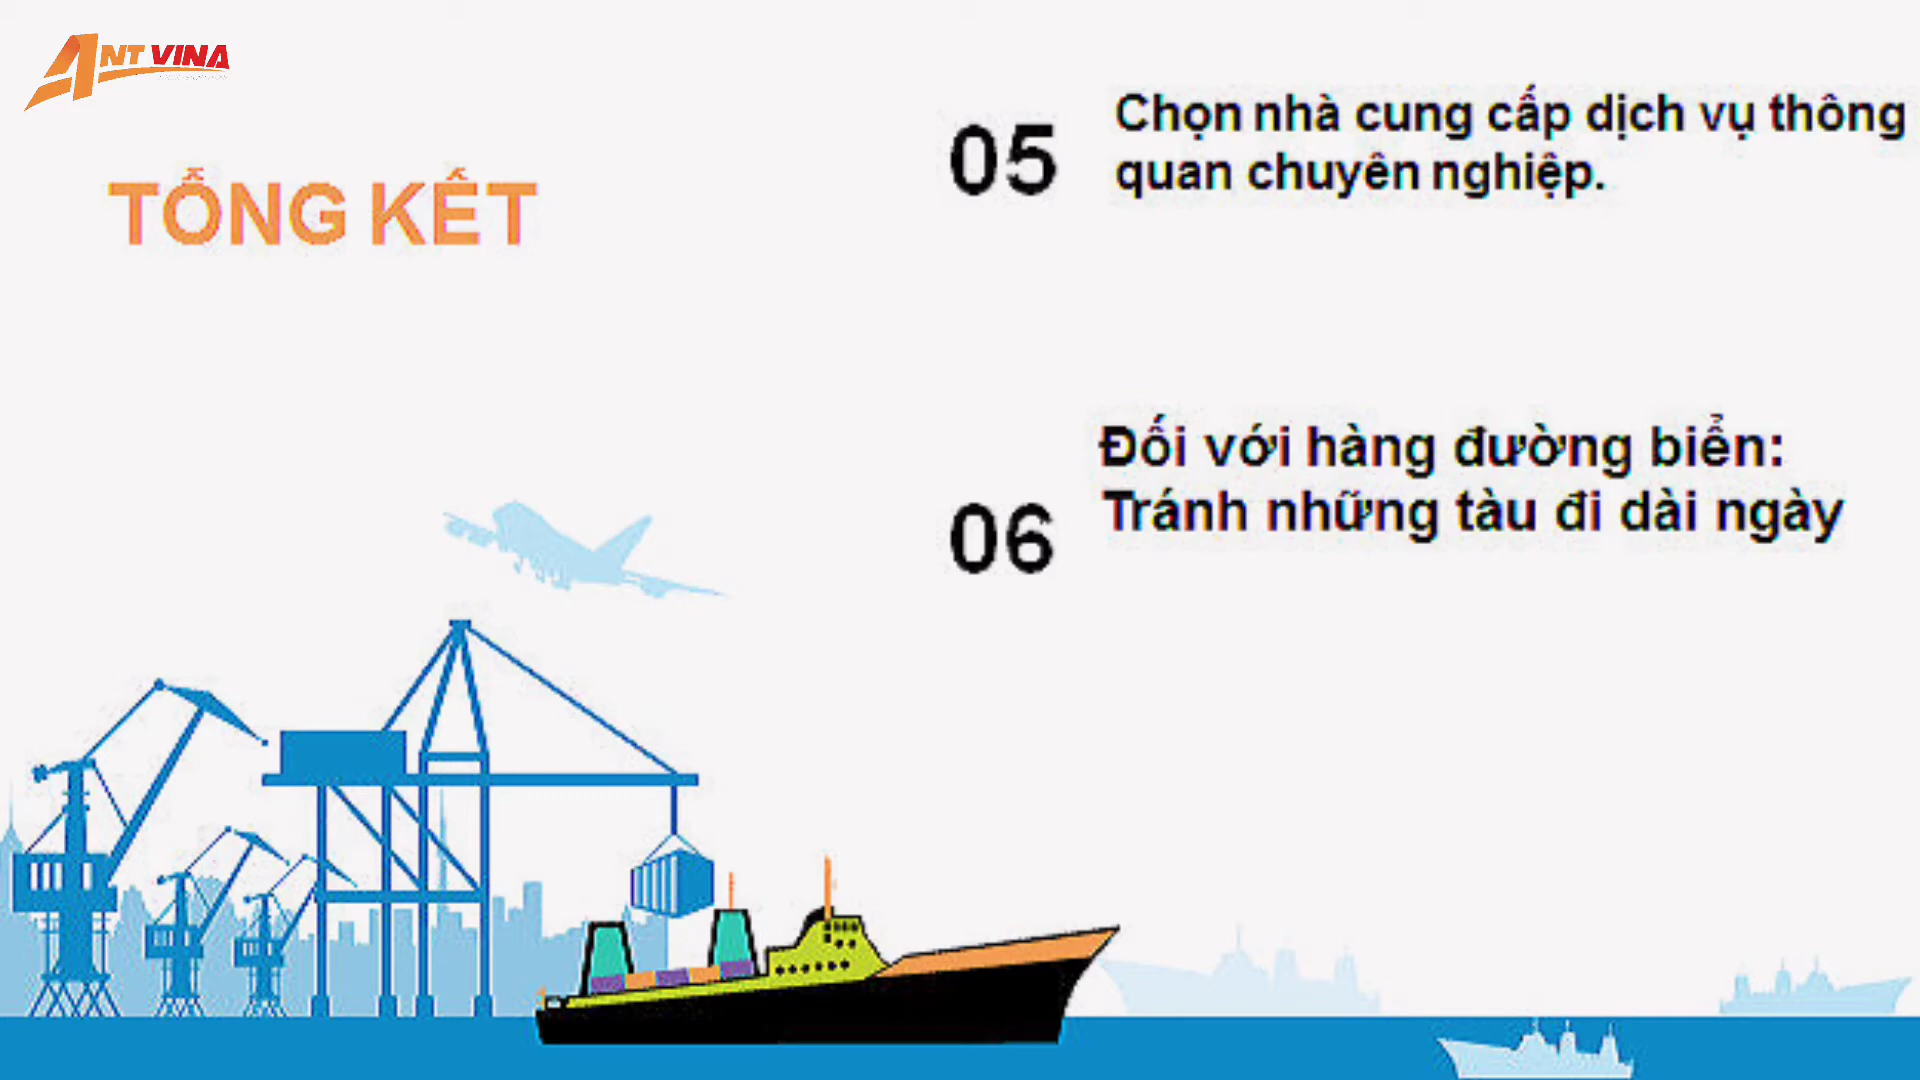 ANT VINA
TỔNG KẾT
05
Chọn nhà cung cấp dịch vụ thông
quan chuyên nghiệp.
06
Đối với hàng đường biển:
Tránh những tàu đi dài ngày